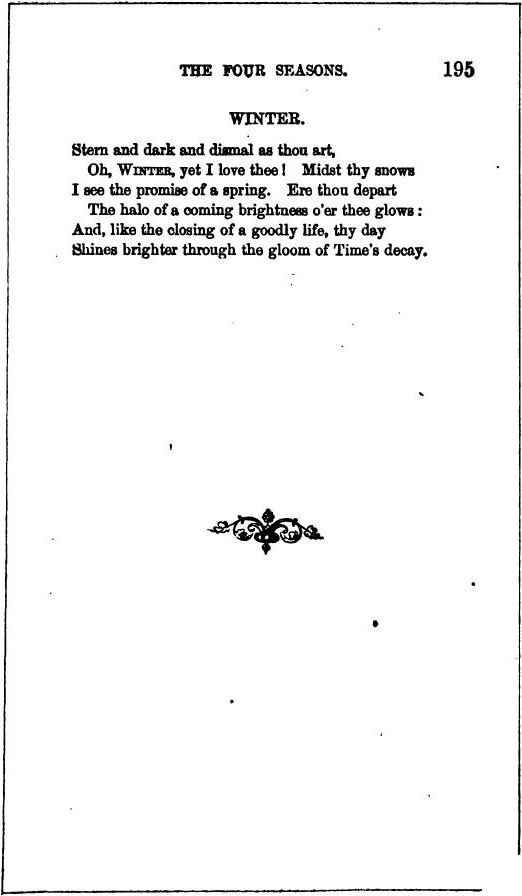 THE FOUR SEASONS. 195
WINTER.
Stern and dark and dismal as thou art,
Oh, WINTER, yet I love thee! Midst thy snows
I see the promise of a spring. Ere thou depart
The halo of a coming brightness o'er thee glows:
And, like the closing of a goodly life, thy day
Shines brighter through the gloom of Time's decay.